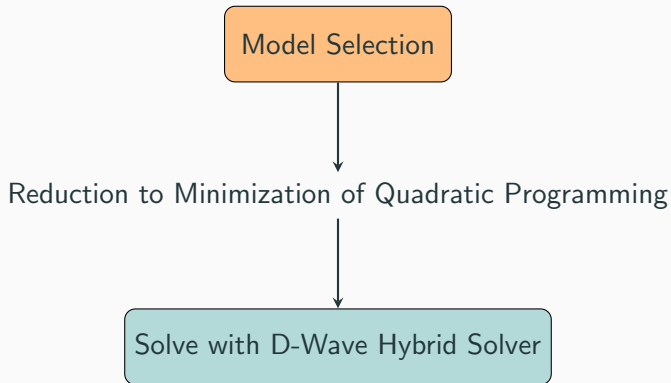 Model Selection
Reduction to Minimization of Quadratic Programming
Solve with D-Wave Hybrid Solver